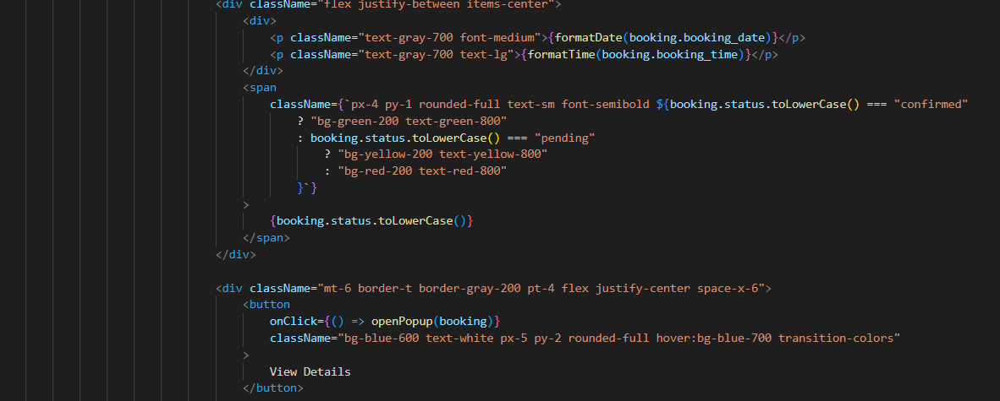 <div className="flex justify-between items-center">
<div>
<p className="text-gray-700 font-medium">{formatDate(booking.booking_date)}</p>
<p className="text-gray-700 text-lg">{formatTime(booking.booking_time)}</p>
</div>
<span
className={`px-4 py-1 rounded-full text-sm font-semibold ${booking.status.toLowerCase() === "confirmed"
? "bg-green-200 text-green-800"
: booking.status.toLowerCase() === "pending"
? "bg-yellow-200 text-yellow-800"
: "bg-red-200 text-red-800"
}`}
>
{booking.status.toLowerCase()}
</span>
</div>
<div className="mt-6 border-t border-gray-200 pt-4 flex justify-center space-x-6">
<button
onClick={() => openPopup(booking)}
className="bg-blue-600 text-white px-5 py-2 rounded-full hover:bg-blue-700 transition-colors"
>
View Details
</button>